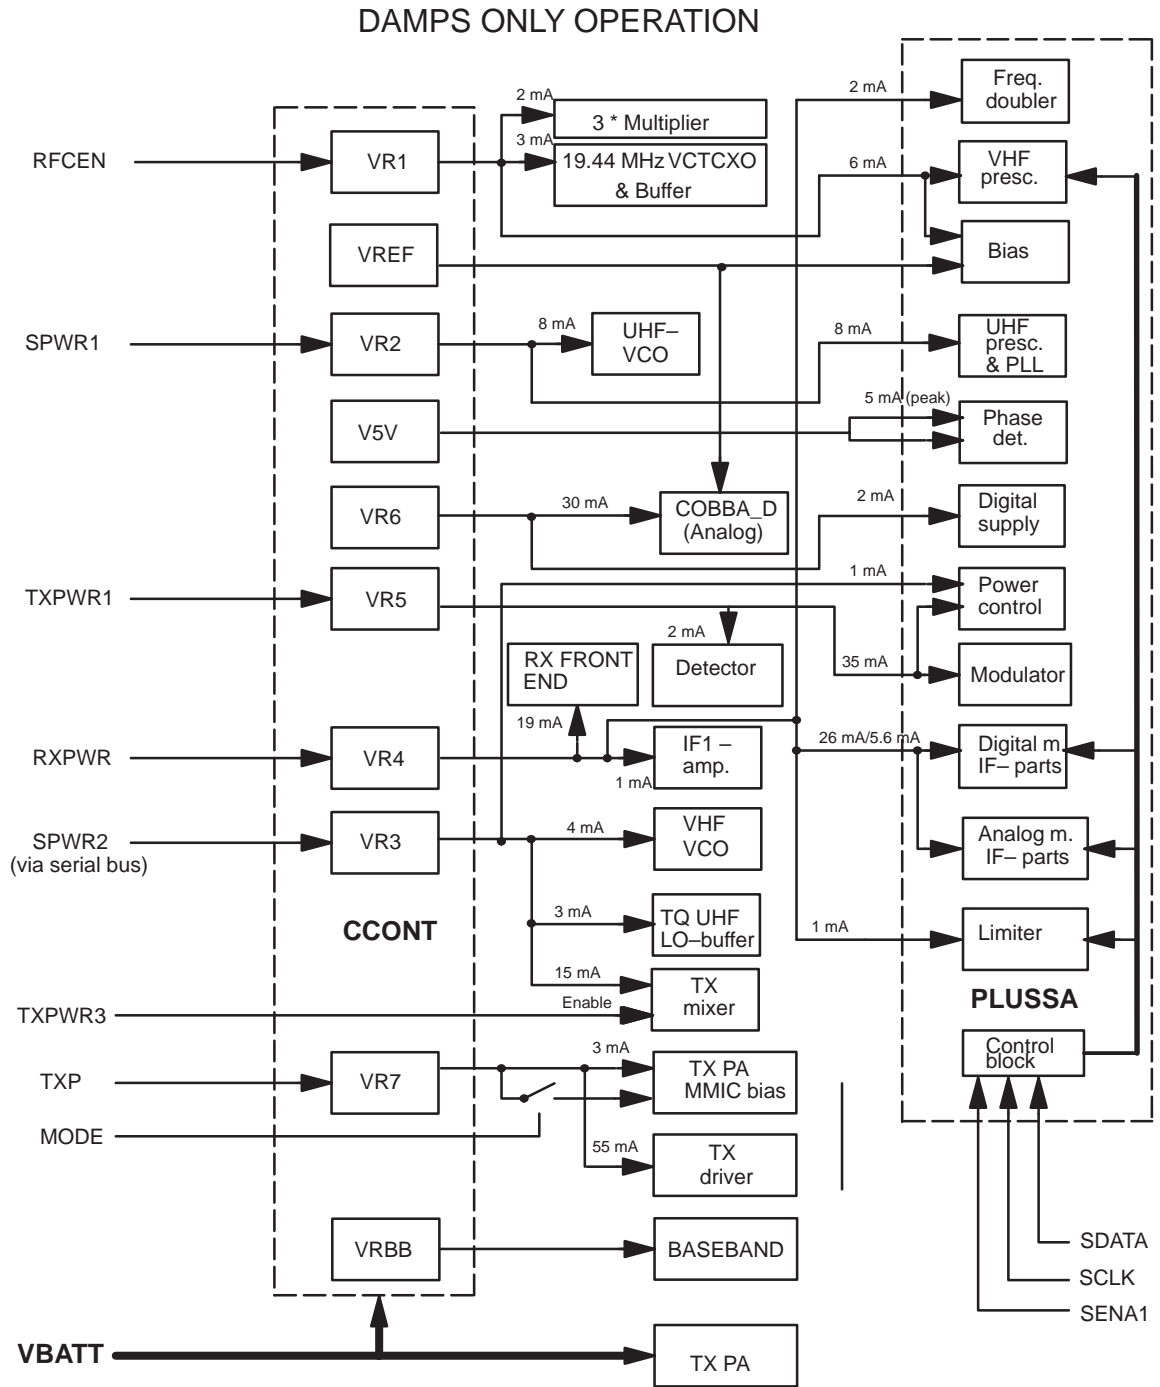 DAMPS ONLY OPERATION
2 mA
Freq.
doubler
2 mA
3 * Multiplier
3 mA
RFCEN
VR1
19.44 MHz VCTCXO
& Buffer
6 mA
VHF
presc.
VREF
Bias
SPWR1
VR2
8 mA
UHF–
VCO
8 mA
UHF
presc.
& PLL
5 mA (peak)
V5V
Phase
det.
VR6
30 mA
COBBA_D
(Analog)
2 mA
Digital
supply
TXPWR1
VR5
1 mA
Power
control
2 mA
RX FRONT
END
Detector
35 mA
Modulator
19 mA
RXPWR
VR4
IF1 –
amp.
1 mA
26 mA/5.6 mA
Digital m.
IF– parts
SPWR2
(via serial bus)
VR3
4 mA
VHF
VCO
Analog m.
IF– parts
CCONT
3 mA
TQ UHF
LO–buffer
1 mA
Limiter
15 mA
TX
mixer
Enable
TXPWR3
PLUSSA
Control
block
TXP
VR7
3 mA
TX PA
MMIC bias
MODE
55 mA
TX
driver
VRBB
BASEBAND
SDATA
SCLK
SENA1
VBATT
TX PA